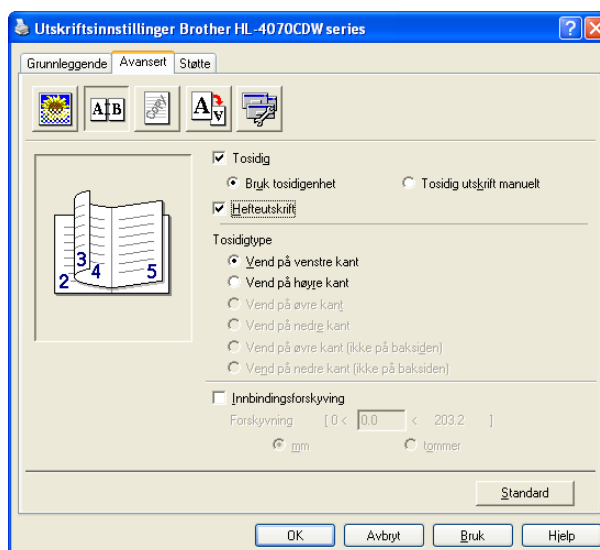 Utskriftsinnstillinger Brother HL-4070CDW series
Grunnleggende Avansert Støtte
A B A A
Tosidig
Bruk tosidigenhet Tosidig utskrift manuelt
Hefteutskrift
Tosidigtype
Vend på venstre kant
Vend på høyre kant
Vend på øvre kant
Vend på nedre kant
Vend på øvre kant (ikke på baksiden)
Vend på nedre kant (ikke på baksiden)
2 3 4 5
Innbindingsforskyving
Forskyvning [ 0 < 0.0 < 203.2 ]
mm tommer
Standard
OK Avbryt Bruk Hjelp